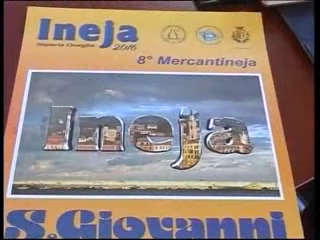 Ineja
Imperia Oneglia 2016
8° Mercantineja
Ineja
S.Giovanni